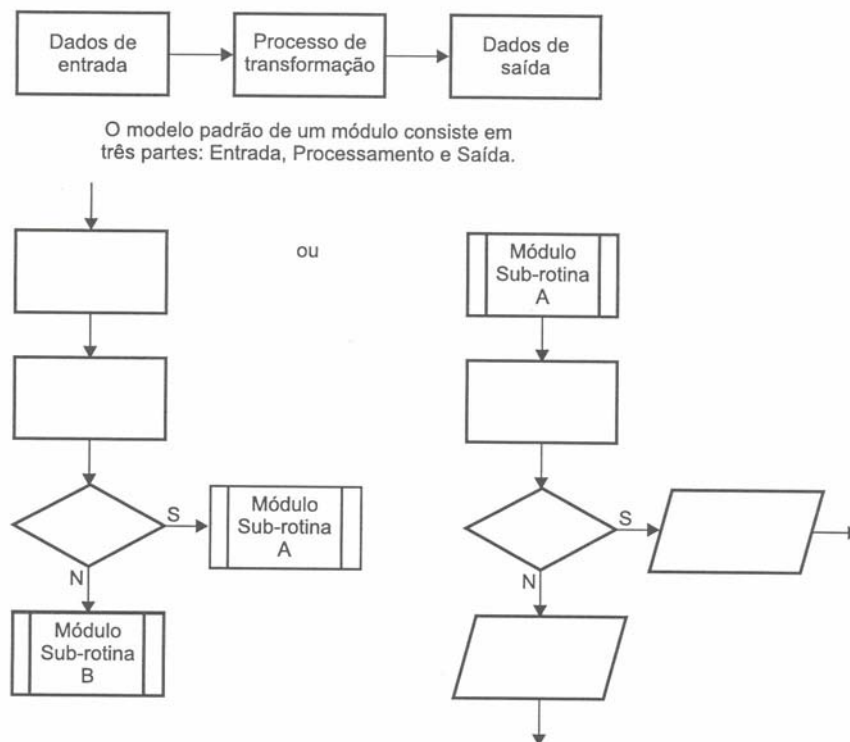 Dados de
entrada
Processo de
transformação
Dados de
saída
O modelo padrão de um módulo consiste em
três partes: Entrada, Processamento e Saída.
ou
Módulo
Sub-rotina
A
S
Módulo
Sub-rotina
A
N
Módulo
Sub-rotina
B
S
N